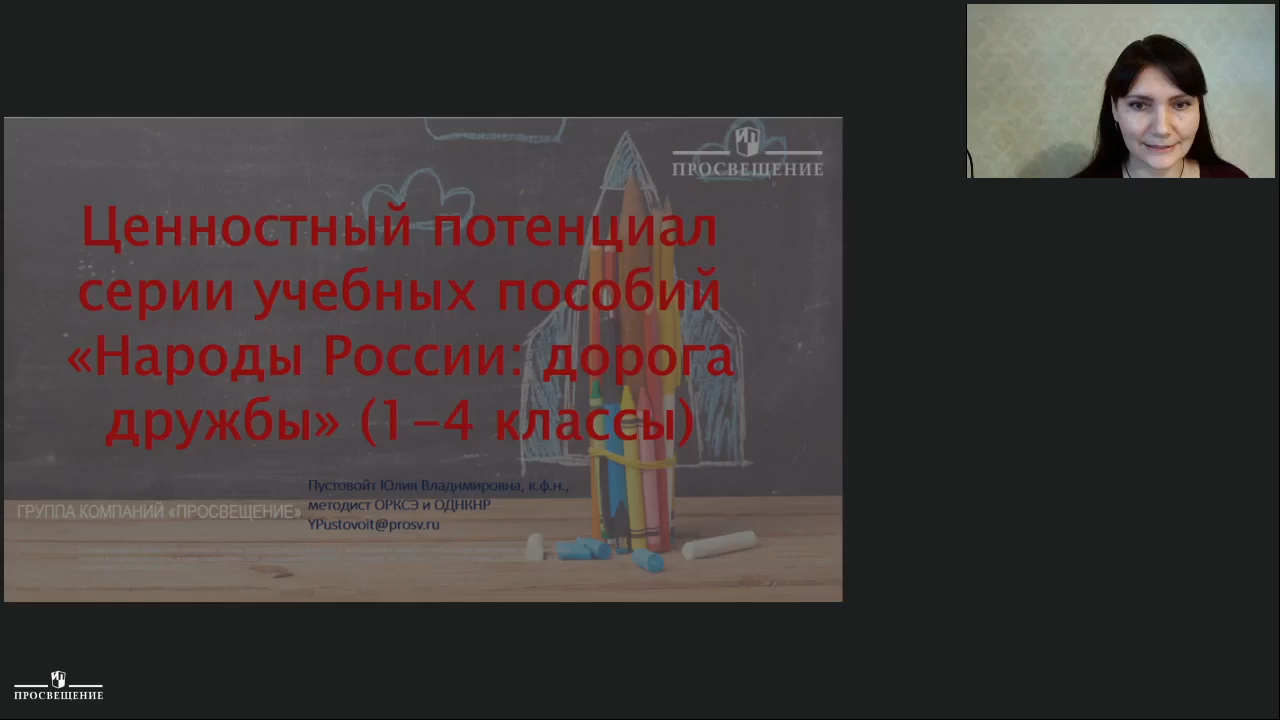 ПРОСВЕЩЕНИЕ
Ценностный потенциал
серии учебных пособий
«Народы России: дорога
дружбы» (1–4 классы)
Пустовойт Юлия Владимировна, к.ф.н.,
методист ОРКСЭ и ОДНКНР
YPustovoit@prosv.ru
ГРУППА КОМПАНИЙ «ПРОСВЕЩЕНИЕ»
ПРОСВЕЩЕНИЕ